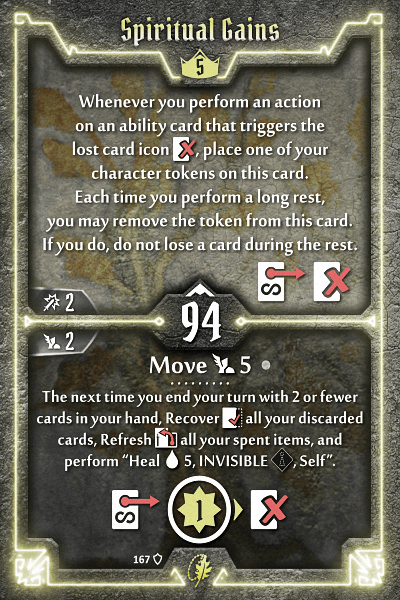 Spiritual Gains
5
Whenever you perform an action
on an ability card that triggers the
lost card icon , place one of your
character tokens on this card.
Each time you perform a long rest,
you may remove the token from this card.
If you do, do not lose a card during the rest.
S
2
94
2
Move 5
The next time you end your turn with 2 or fewer
cards in your hand, Recover all your discarded
cards, Refresh all your spent items, and
perform “Heal 5, INVISIBLE , Self”.
S 1
167